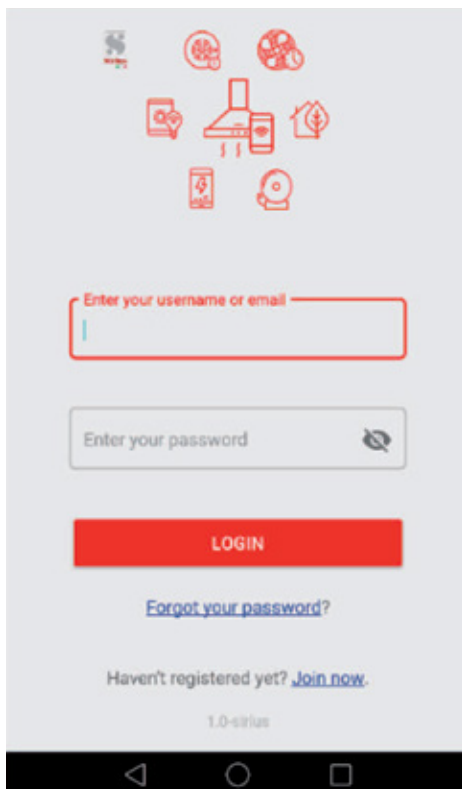 Enter your username or email
Enter your password
LOGIN
Forgot your password?
Haven't registered yet? Join now.
1.0-sirius